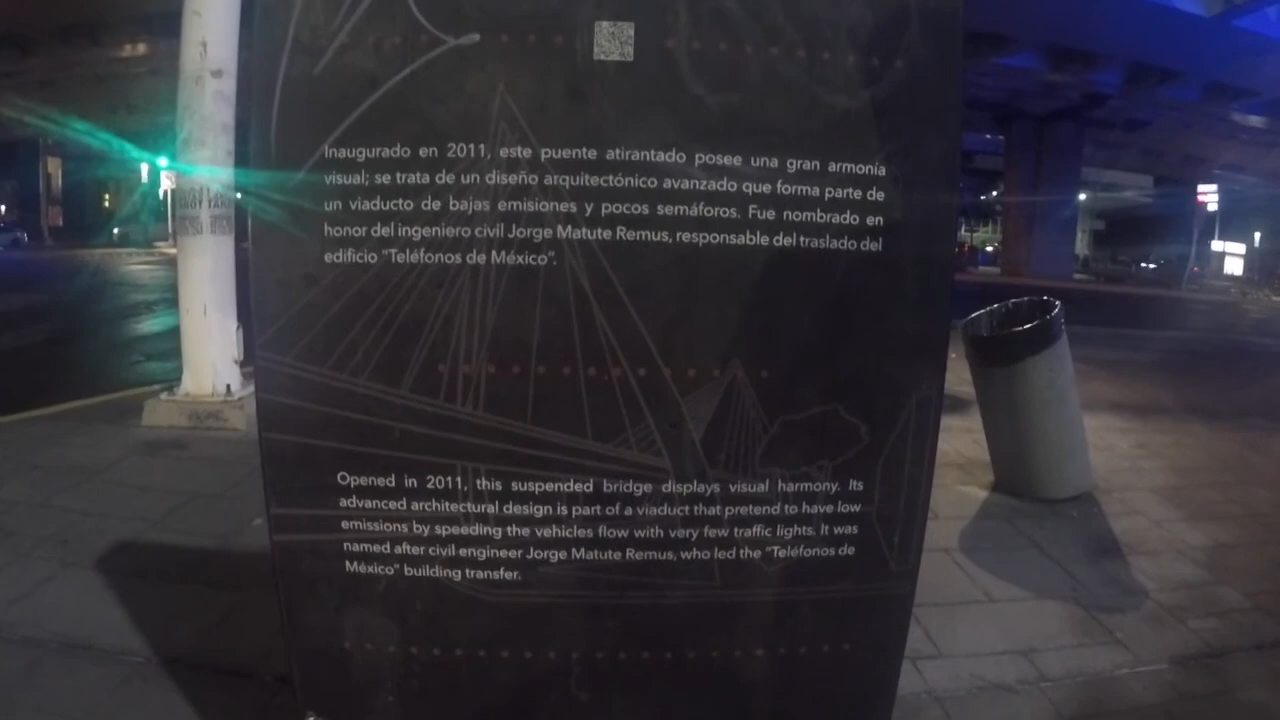 Inaugurado en 2011, este puente atirantado posee una gran armonía
visual; se trata de un diseño arquitectónico avanzado que forma parte de
un viaducto de bajas emisiones y pocos semáforos. Fue nombrado en
honor del ingeniero civil Jorge Matute Remus, responsable del traslado del
edificio "Teléfonos de México".
Opened in 2011, this suspended bridge displays visual harmony. Its
advanced architectural design is part of a viaduct that pretend to have low
emissions by speeding the vehicles flow with very few traffic lights. It was
named after civil engineer Jorge Matute Remus, who led the "Teléfonos de
México" building transfer.